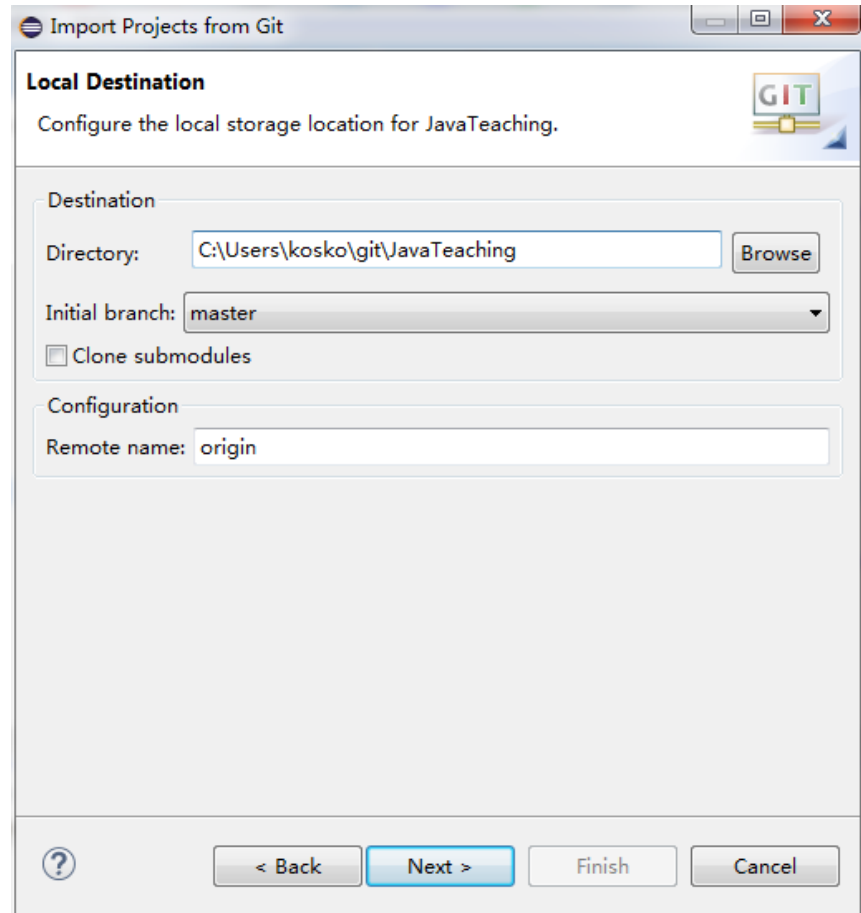 Import Projects from Git
Local Destination
Configure the local storage location for JavaTeaching.
GIT
Destination
Directory: C:\Users\kosko\git\JavaTeaching Browse
Initial branch: master
Clone submodules
Configuration
Remote name: origin
? < Back Next > Finish Cancel